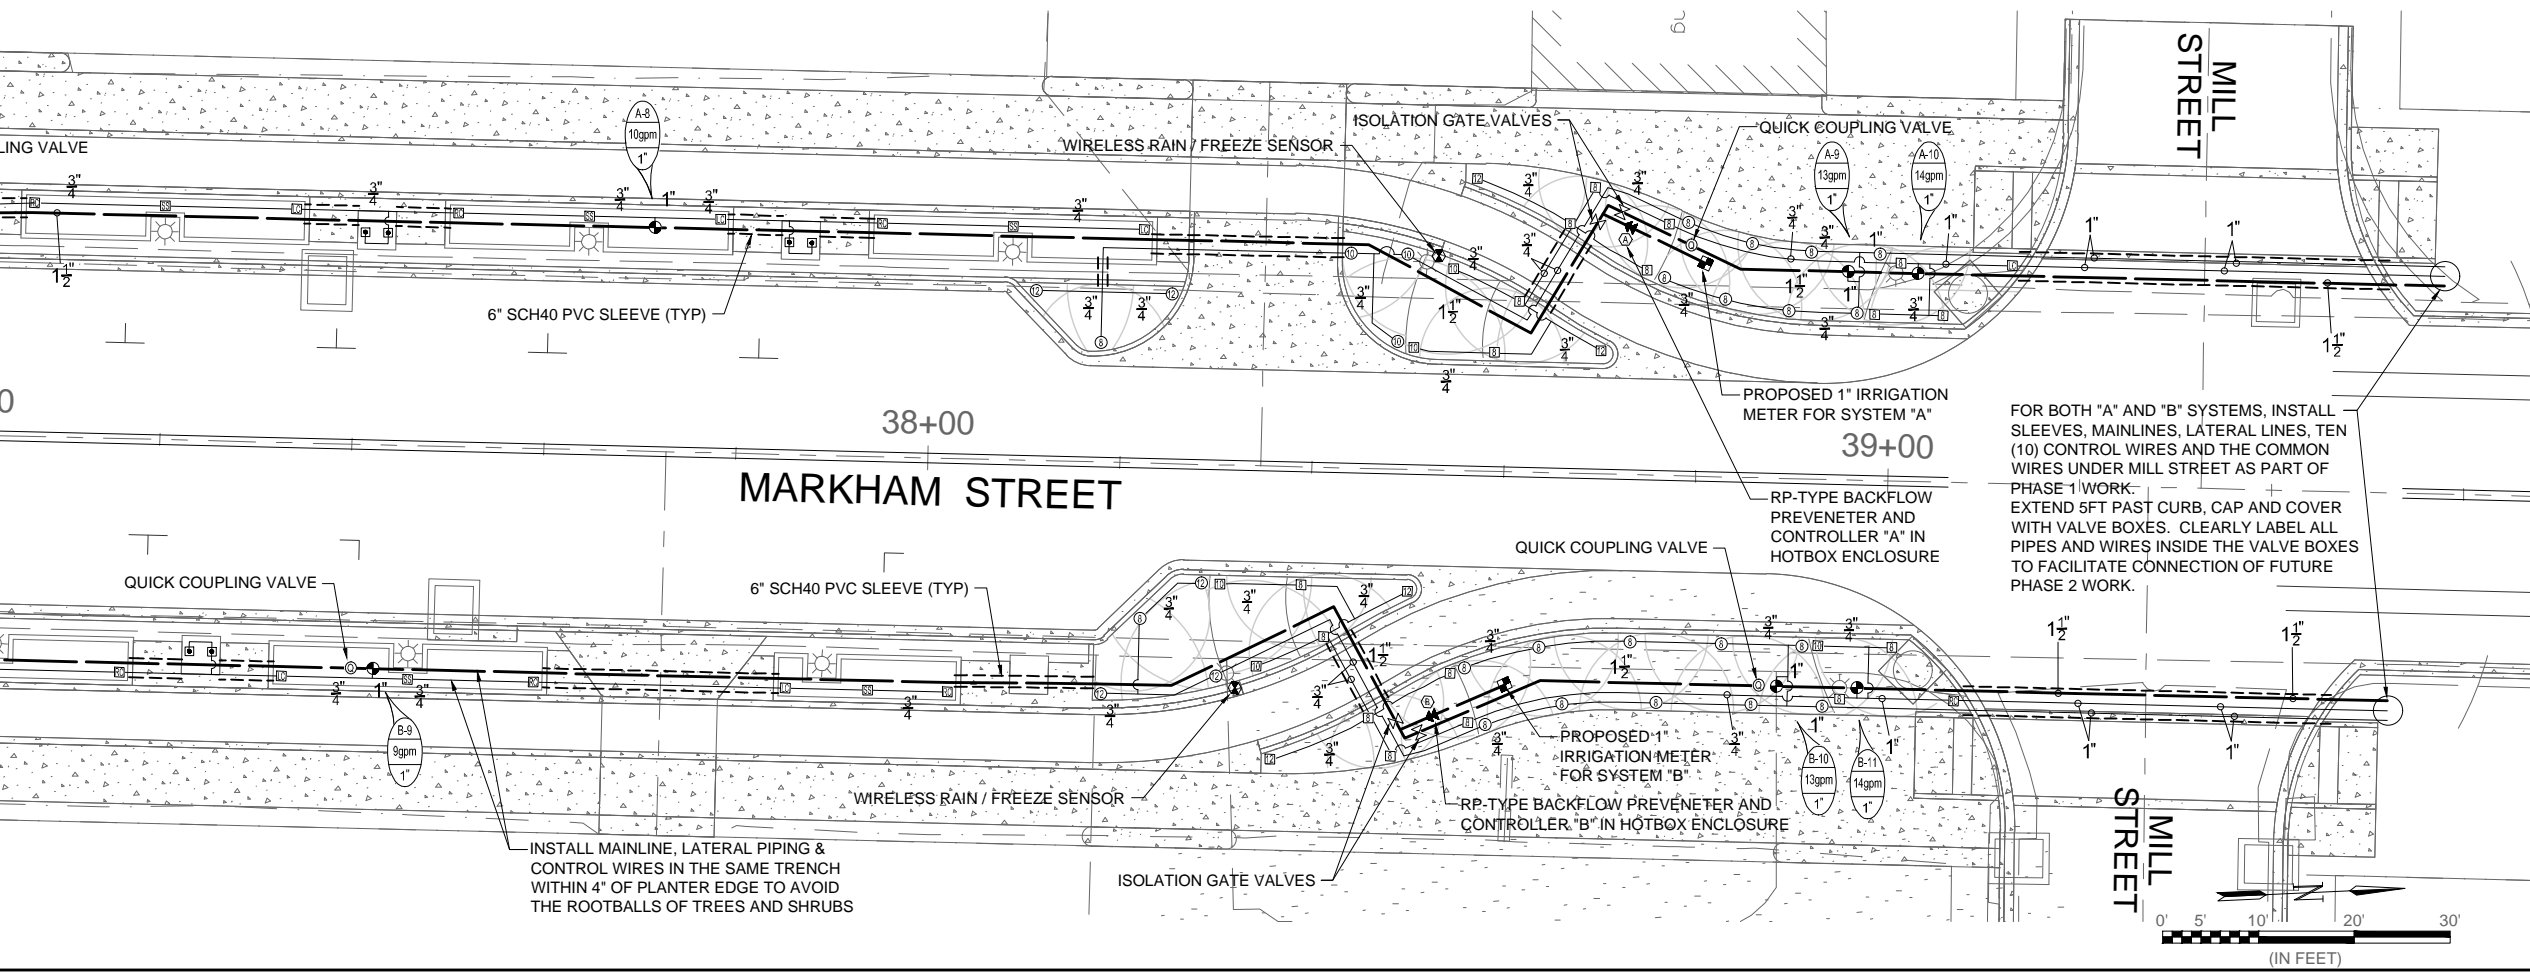 A-8
10gpm
1"
ISOLATION GATE VALVES
WIRELESS RAIN / FREEZE SENSOR
QUICK COUPLING VALVE
A-9
13gpm
1"
A-10
14gpm
1"
MILL
STREET
LING VALVE
6" SCH40 PVC SLEEVE (TYP)
1 1/2"
3/4"
PROPOSED 1" IRRIGATION
METER FOR SYSTEM "A"
0
38+00
39+00
MARKHAM STREET
RP-TYPE BACKFLOW
PREVENETER AND
CONTROLLER "A" IN
HOTBOX ENCLOSURE
FOR BOTH "A" AND "B" SYSTEMS, INSTALL
SLEEVES, MAINLINES, LATERAL LINES, TEN
(10) CONTROL WIRES AND THE COMMON
WIRES UNDER MILL STREET AS PART OF
PHASE 1 WORK.
EXTEND 5FT PAST CURB, CAP AND COVER
WITH VALVE BOXES. CLEARLY LABEL ALL
PIPES AND WIRES INSIDE THE VALVE BOXES
TO FACILITATE CONNECTION OF FUTURE
PHASE 2 WORK.
QUICK COUPLING VALVE
QUICK COUPLING VALVE
6" SCH40 PVC SLEEVE (TYP)
B-9
9gpm
1"
WIRELESS RAIN / FREEZE SENSOR
PROPOSED 1"
IRRIGATION METER
FOR SYSTEM "B"
RP-TYPE BACKFLOW PREVENETER AND
CONTROLLER "B" IN HOTBOX ENCLOSURE
B-10
13gpm
1"
B-11
14gpm
1"
INSTALL MAINLINE, LATERAL PIPING &
CONTROL WIRES IN THE SAME TRENCH
WITHIN 4" OF PLANTER EDGE TO AVOID
THE ROOTBALLS OF TREES AND SHRUBS
ISOLATION GATE VALVES
MILL
STREET
N
0' 5' 10' 20' 30'
(IN FEET)